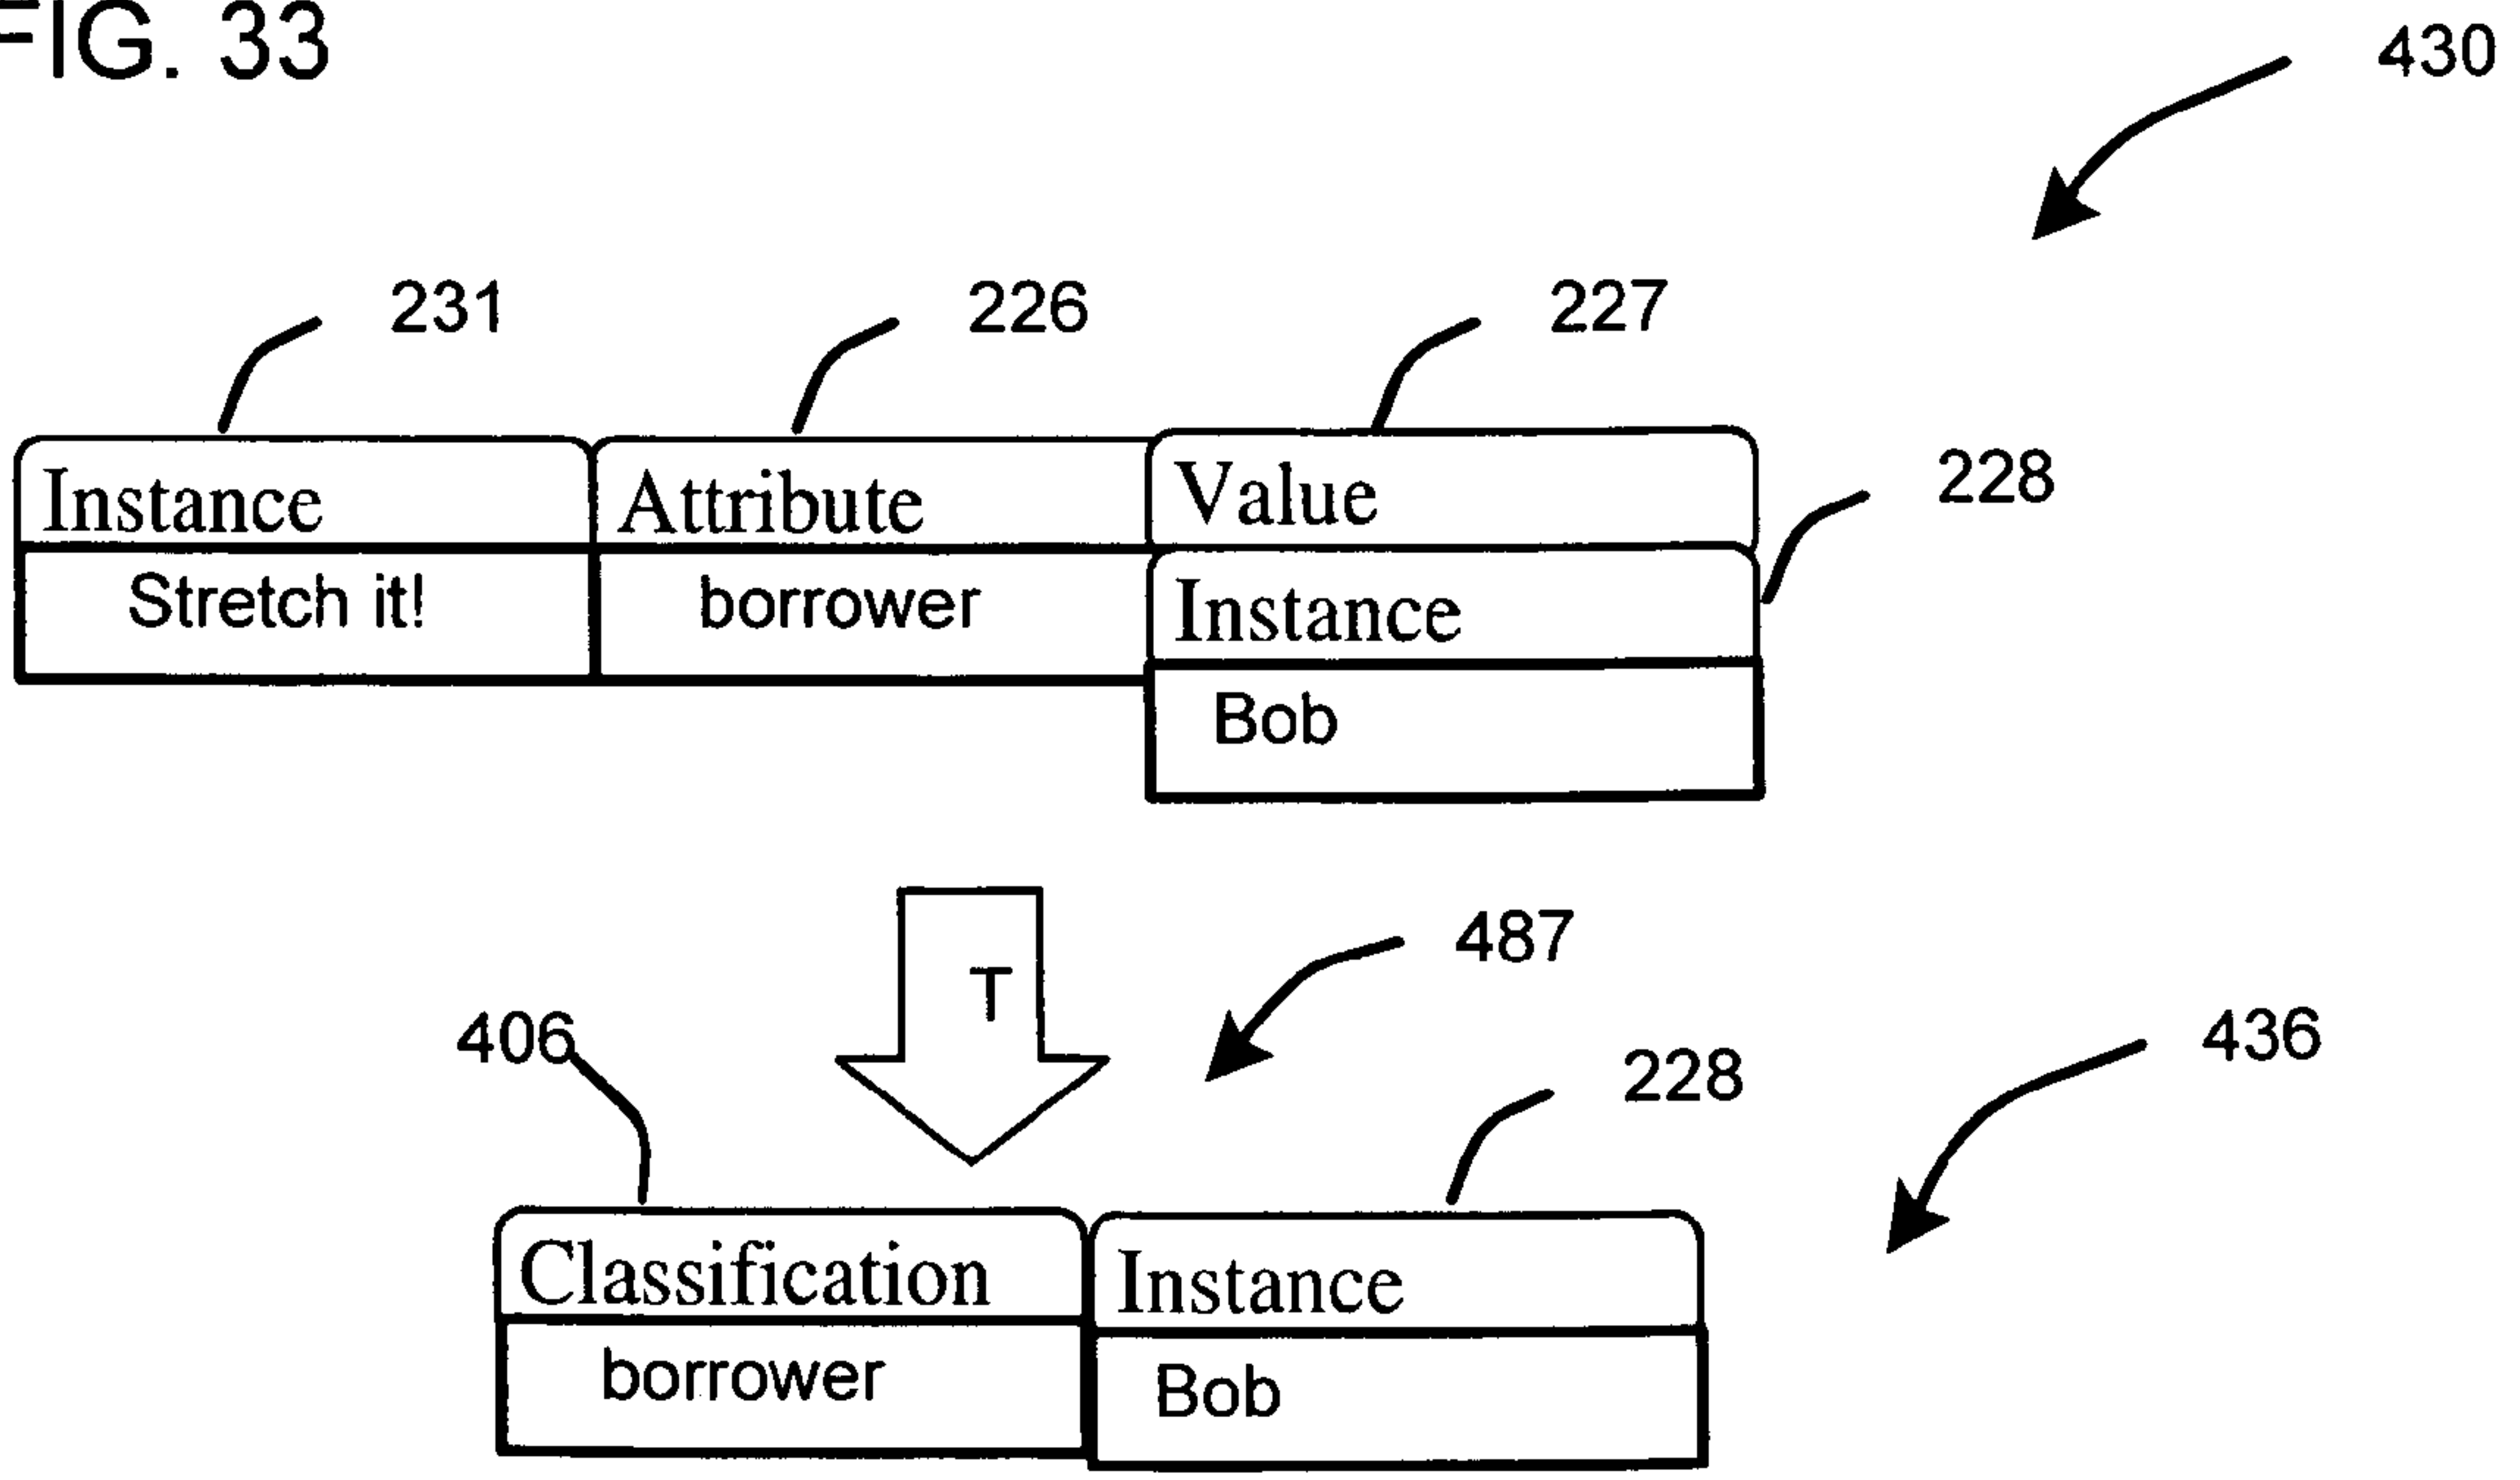 FIG. 33
430
231 226 227
228
Instance Attribute Value
Stretch it! borrower Instance
Bob
T
487
406
228
436
Classification Instance
borrower Bob